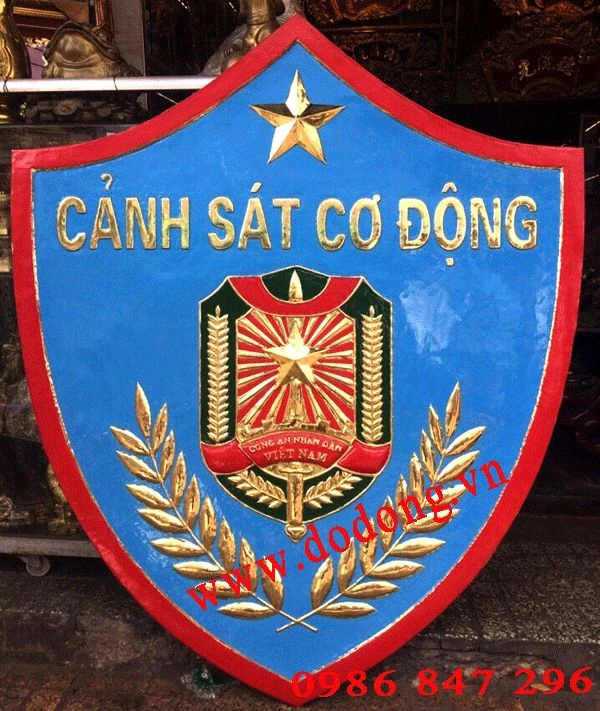 CẢNH SÁT CƠ ĐỘNG
CÔNG AN NHÂN DÂN
VIỆT NAM
www.dodong.vn
0986 847 296